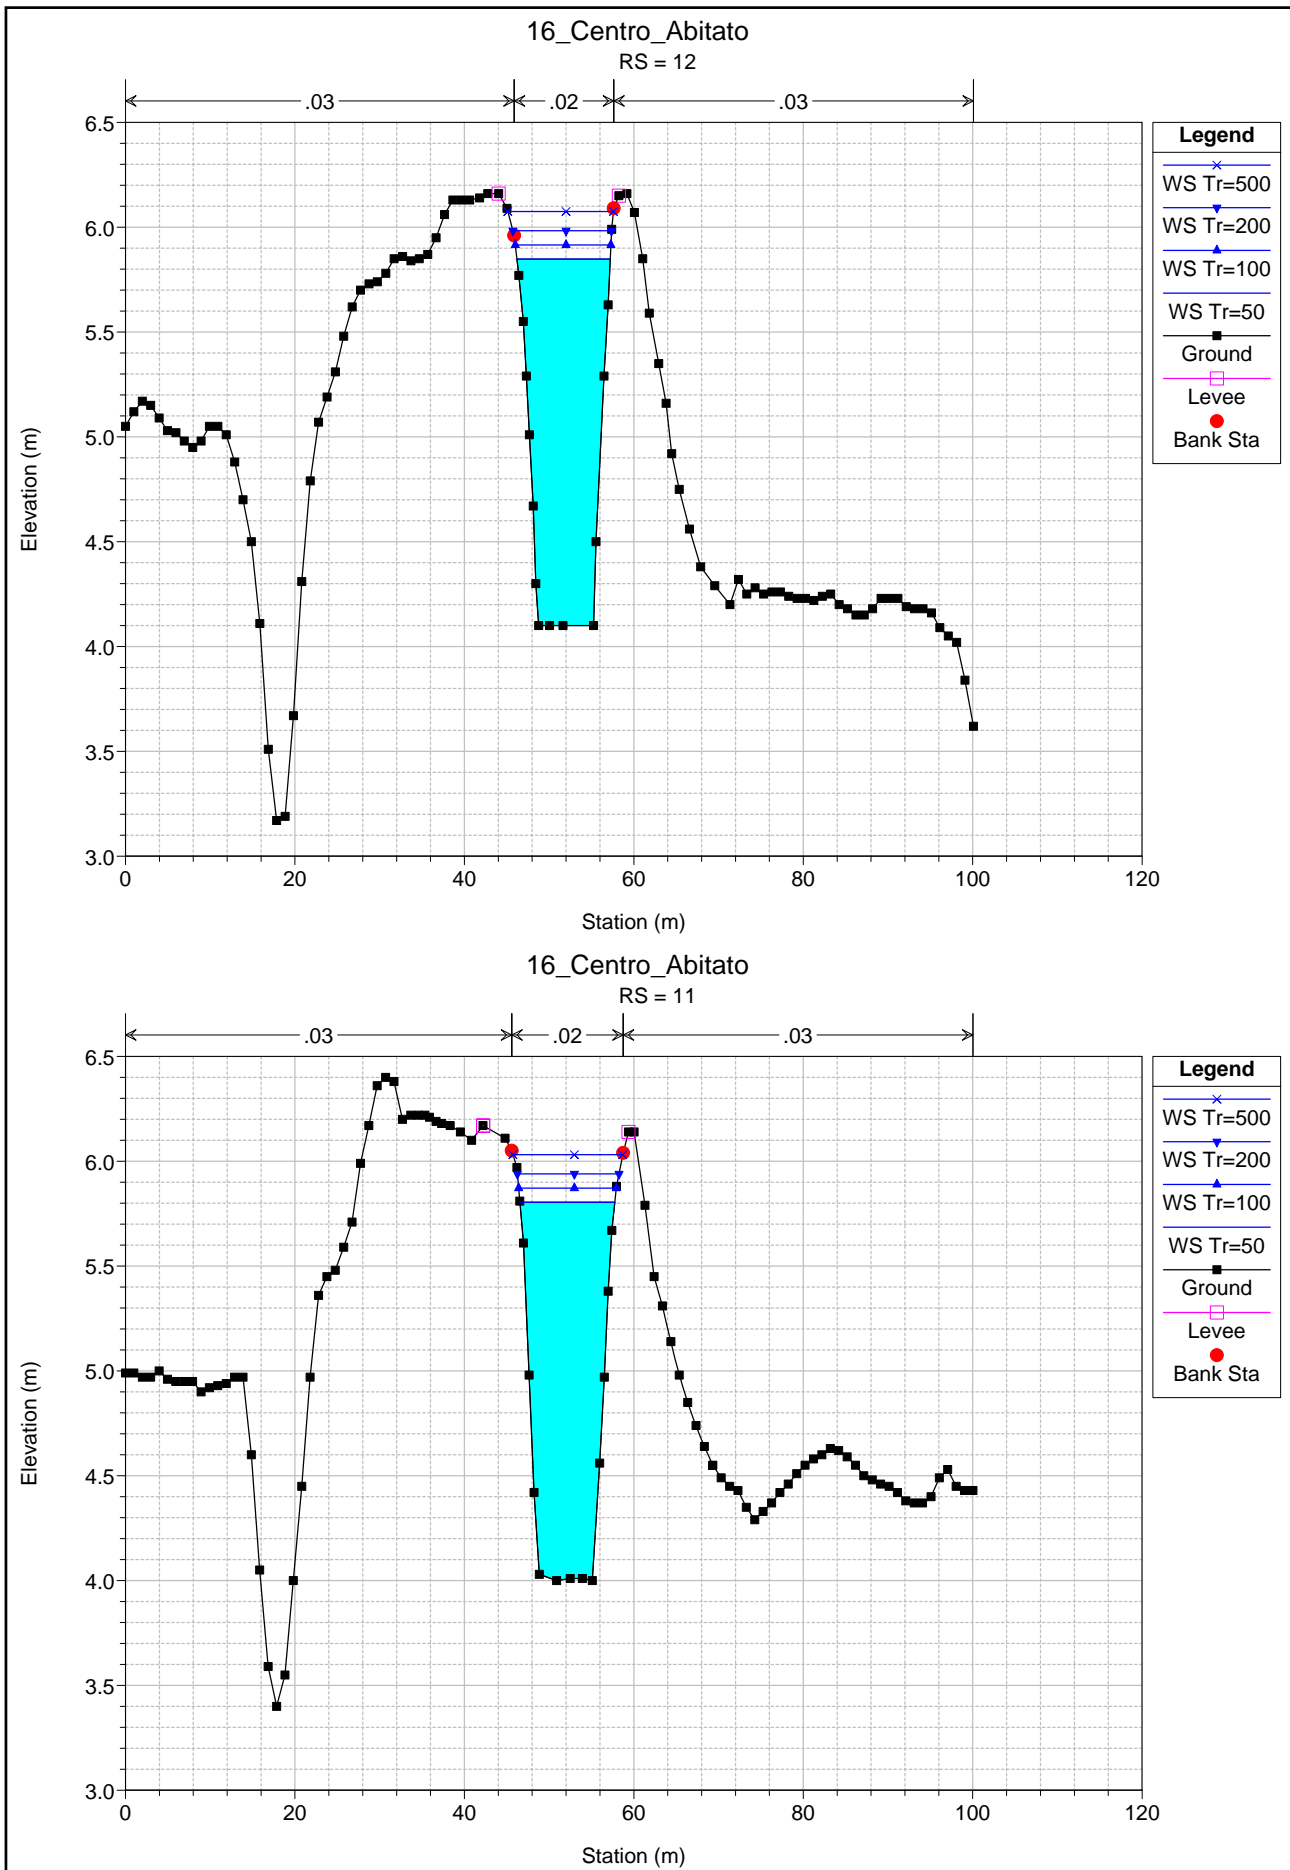 16_Centro_Abitato
RS = 12
.03 .02 .03
6.5
6.0
5.5
5.0
4.5
4.0
3.5
3.0
Elevation (m)
0 20 40 60 80 100 120
Station (m)
Legend
WS Tr=500
WS Tr=200
WS Tr=100
WS Tr=50
Ground
Levee
Bank Sta
16_Centro_Abitato
RS = 11
.03 .02 .03
6.5
6.0
5.5
5.0
4.5
4.0
3.5
3.0
Elevation (m)
0 20 40 60 80 100 120
Station (m)
Legend
WS Tr=500
WS Tr=200
WS Tr=100
WS Tr=50
Ground
Levee
Bank Sta